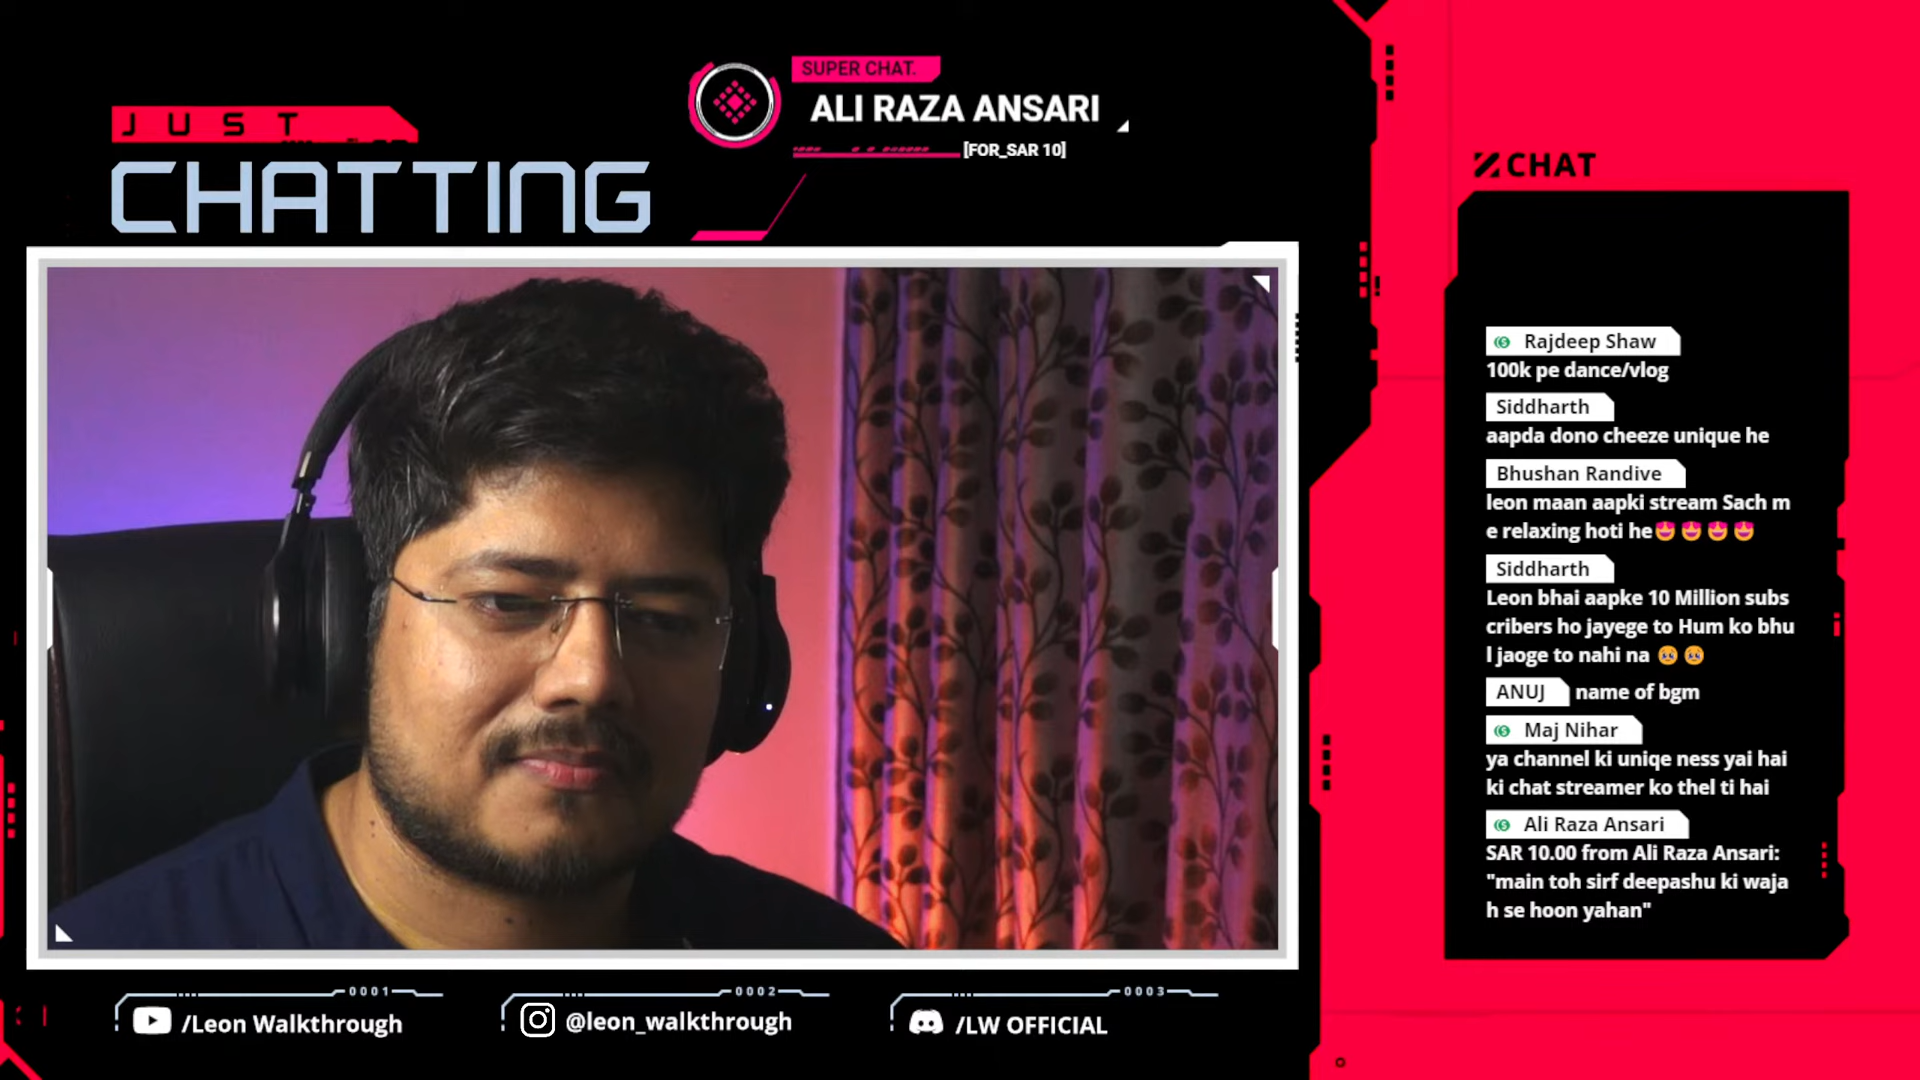 JUST
CHATTING
SUPER CHAT.
ALI RAZA ANSARI
[FOR_SAR 10]
CHAT
Rajdeep Shaw
100k pe dance/vlog
Siddharth
aapda dono cheeze unique he
Bhushan Randive
leon maan aapki stream Sach m
e relaxing hoti he😍😍😍😍
Siddharth
Leon bhai aapke 10 Million subs
cribers ho jayege to Hum ko bhu
l jaoge to nahi na 🥺🥺
ANUJ name of bgm
Maj Nihar
ya channel ki uniqe ness yai hai
ki chat streamer ko thel ti hai
Ali Raza Ansari
SAR 10.00 from Ali Raza Ansari:
"main toh sirf deepashu ki waja
h se hoon yahan"
0001
/Leon Walkthrough
0002
@leon_walkthrough
0003
/LW OFFICIAL